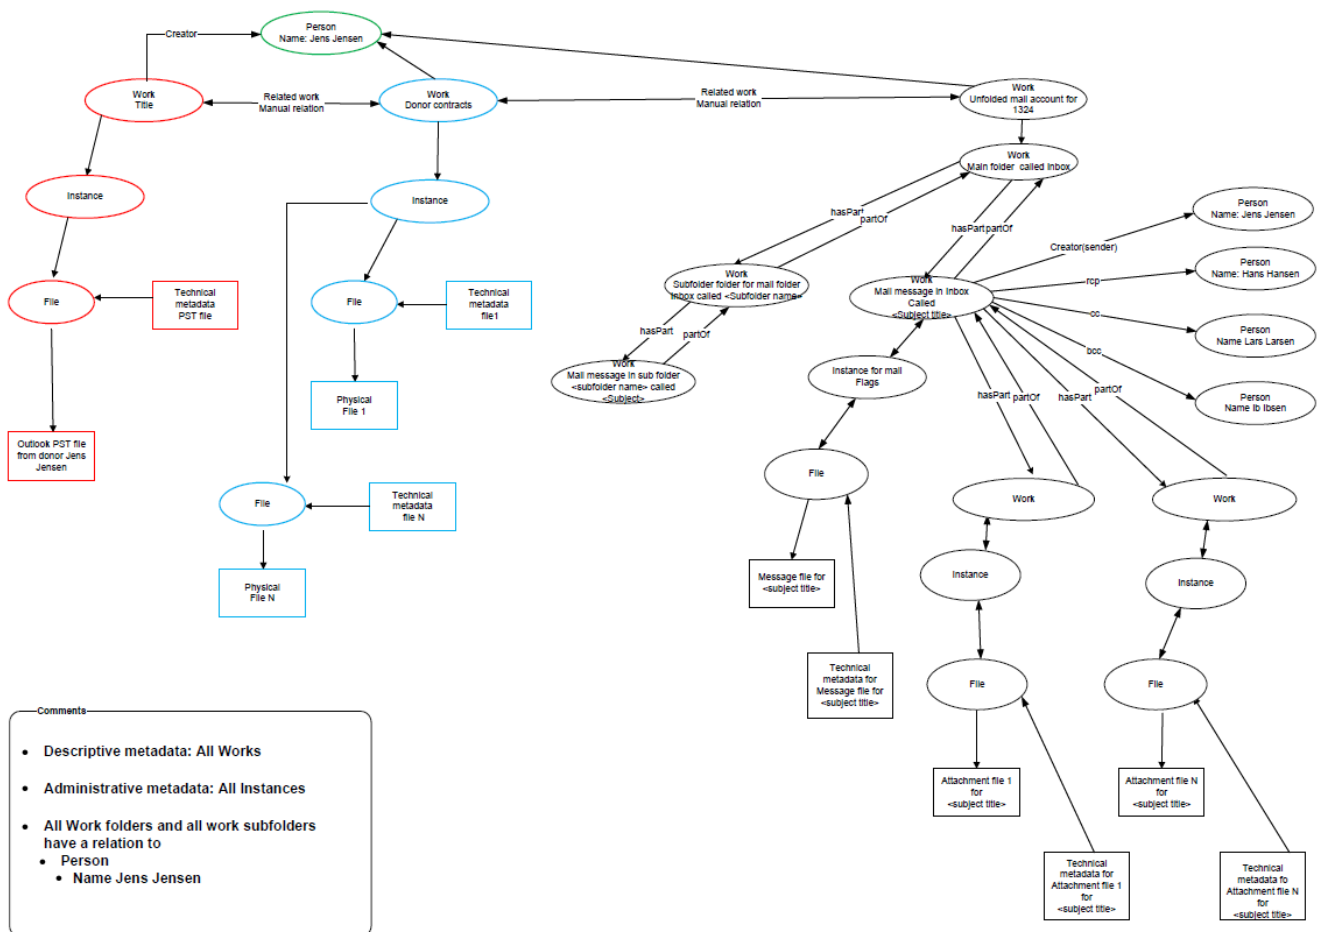 Person
Name: Jens Jensen
Creator
Work
Title
Related work
Manual relation
Work
Donor contracts
Related work
Manual relation
Work
Unfolded mail account for
1324
Work
Main folder called Inbox
Instance
Instance
hasPart
partOf
hasPart
partOf
Person
Name: Jens Jensen
Creator(sender)
Person
Name: Hans Hansen
rcp
cc
Person
Name Lars Larsen
bcc
Person
Name Ib Ibsen
Work
Subfolder folder for mail folder
Inbox called <Subfolder name>
Work
Mail message in Inbox
Called
<Subject title>
File
Technical
metadata
PST file
File
Technical
metadata
file1
hasPart
partOf
Work
Mail message in sub folder
<subfolder name> called
<Subject>
Instance for mail
Flags
hasPart
partOf
hasPart
partOf
Physical
File 1
Outlook PST file
from donor Jens
Jensen
File
Technical
metadata
file N
Physical
File N
File
Work
Work
Message file for
<subject title>
Instance
Instance
Technical
metadata for
Message file for
<subject title>
File
File
Attachment file 1
for
<subject title>
Attachment file N
for
<subject title>
Technical
metadata for
Attachment file 1
for
<subject title>
Technical
metadata fo
Attachment file N
for
<subject title>
Comments
• Descriptive metadata: All Works
• Administrative metadata: All Instances
• All Work folders and all work subfolders
have a relation to
• Person
• Name Jens Jensen